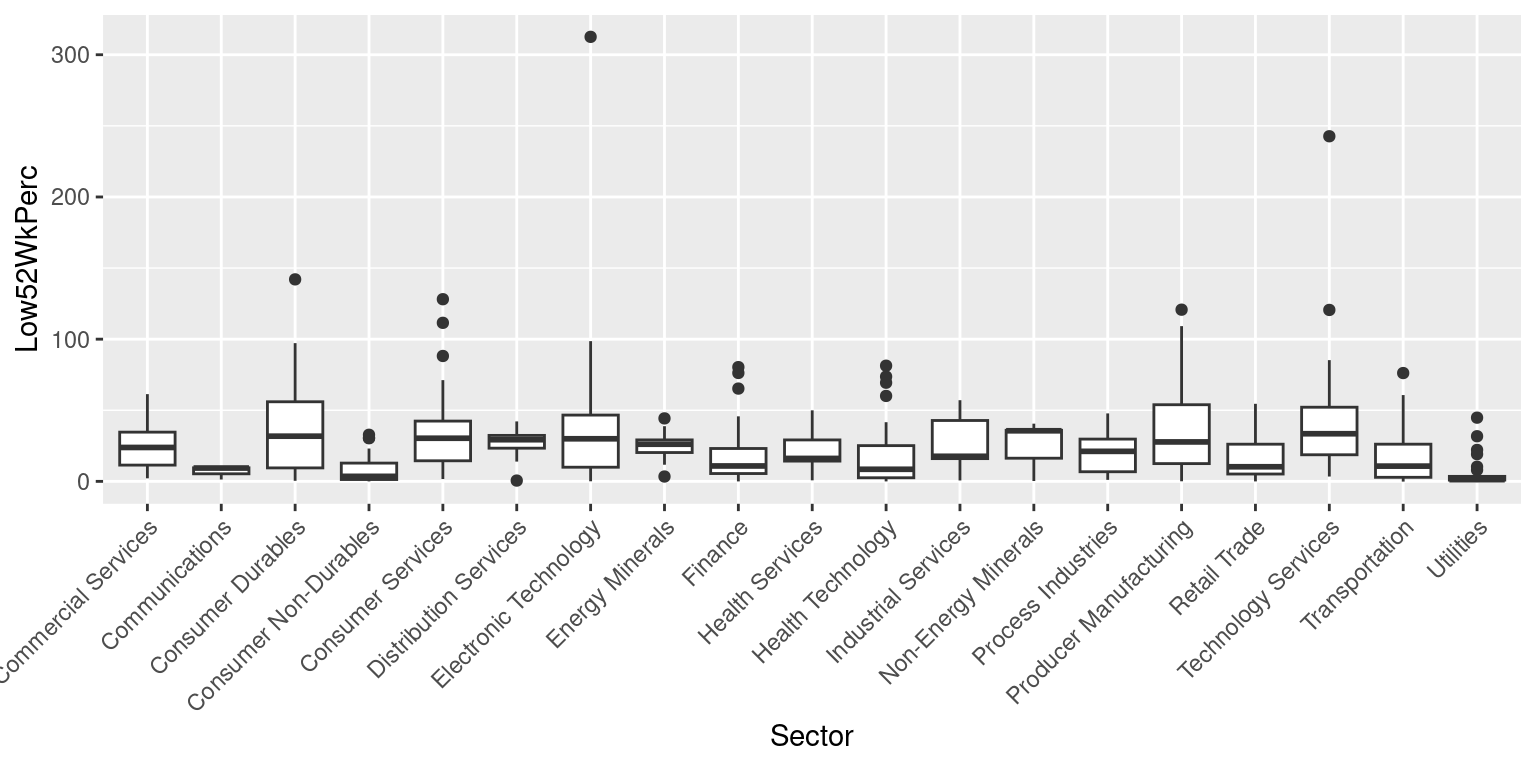 Low52WkPerc
300
200
100
0
Commercial Services
Communications
Consumer Durables
Consumer Non-Durables
Consumer Services
Distribution Services
Electronic Technology
Energy Minerals
Finance
Health Services
Health Technology
Industrial Services
Non-Energy Minerals
Process Industries
Producer Manufacturing
Retail Trade
Technology Services
Transportation
Utilities
Sector